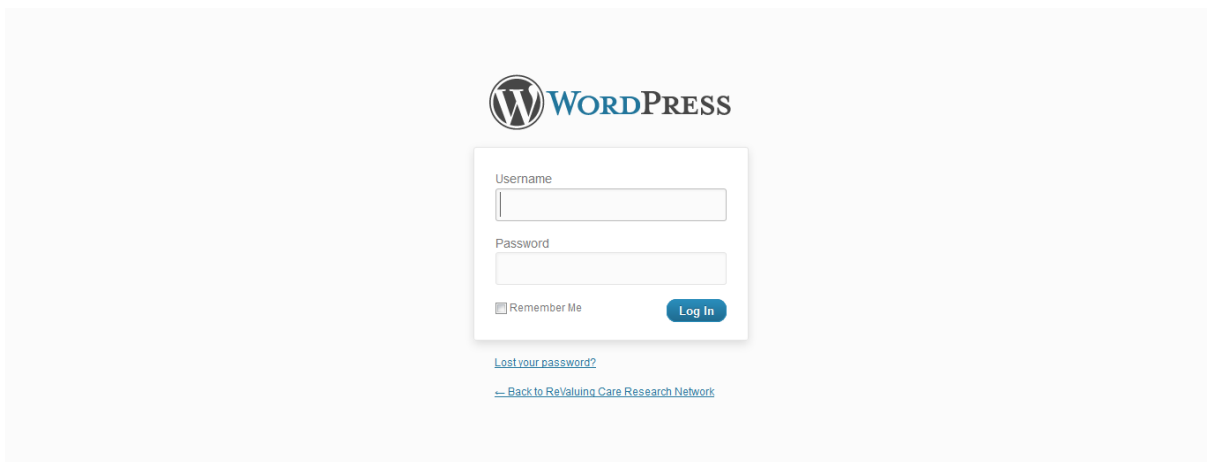 WORDPRESS
Username
Password
Remember Me
Log In
Lost your password?
← Back to ReValuing Care Research Network